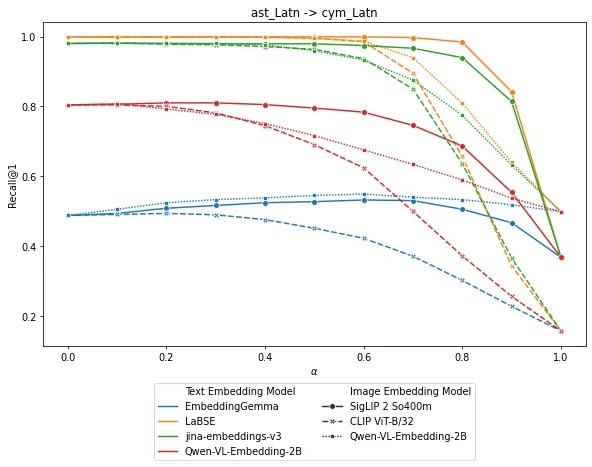 ast_Latn -> cym_Latn
Recall@1
1.0
0.8
0.6
0.4
0.2
0.0 0.2 0.4 0.6 0.8 1.0
α
Text Embedding Model
EmbeddingGemma
LaBSE
jina-embeddings-v3
Qwen-VL-Embedding-2B
Image Embedding Model
SigLIP 2 So400m
CLIP ViT-B/32
Qwen-VL-Embedding-2B